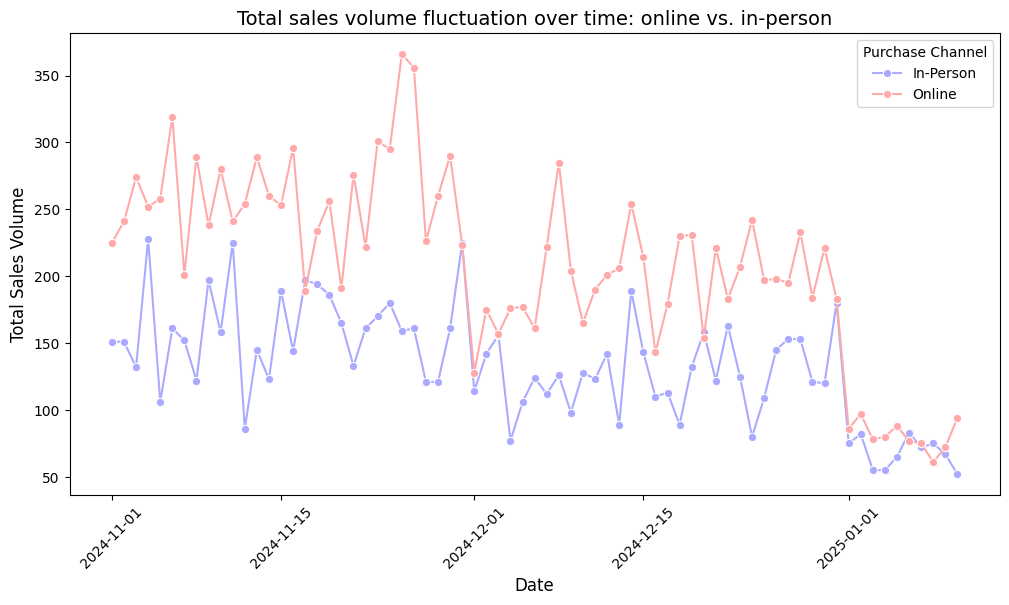 Total sales volume fluctuation over time: online vs. in-person
Purchase Channel
In-Person
Online
Total Sales Volume
350
300
250
200
150
100
50
2024-11-01
2024-11-15
2024-12-01
2024-12-15
2025-01-01
Date